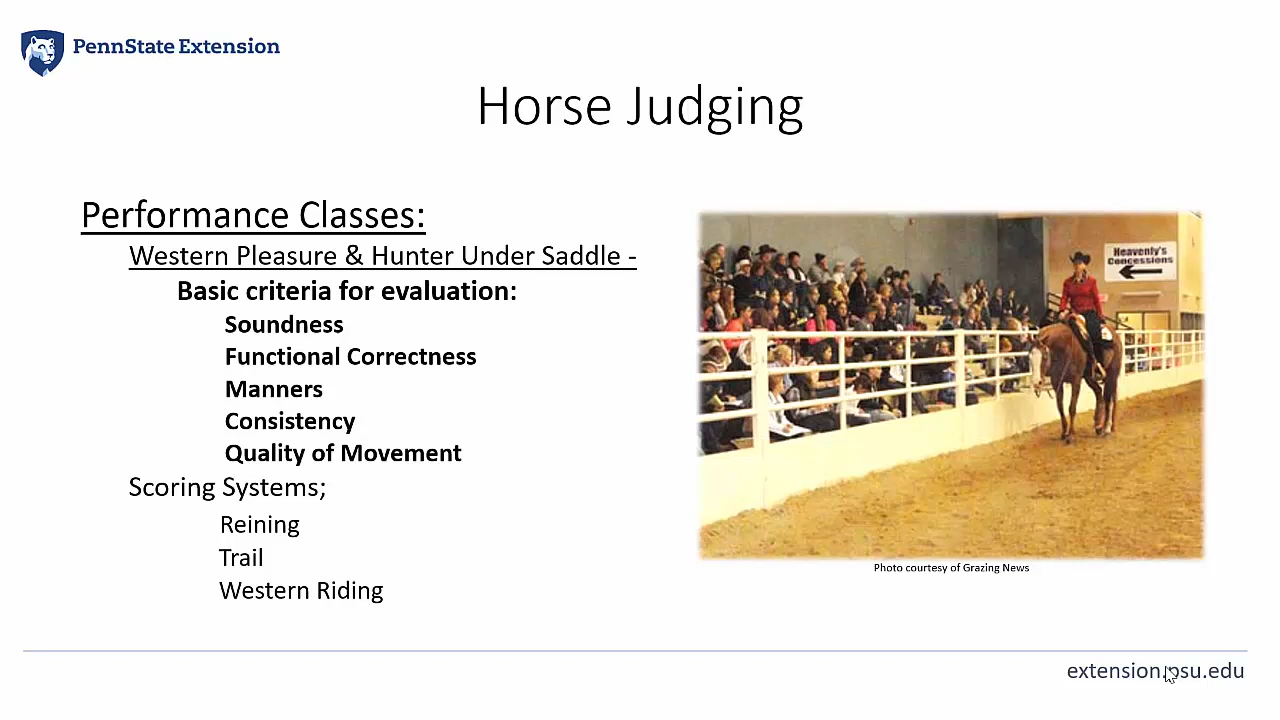 PennState Extension
Horse Judging
Performance Classes:
Western Pleasure & Hunter Under Saddle -
Basic criteria for evaluation:
Soundness
Functional Correctness
Manners
Consistency
Quality of Movement
Scoring Systems;
Reining
Trail
Western Riding
Heavenly's
Concessions
Photo courtesy of Grazing News
extension.psu.edu